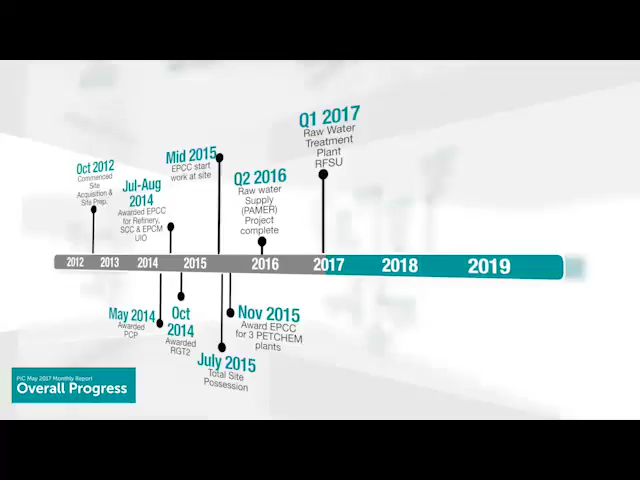 Q1 2017
Raw Water
Treatment
Plant
RFSU
Mid 2015
EPCC start
work at site
Oct 2012
Commenced
Site
Acquisition &
Site Prep.
Jul-Aug
2014
Awarded EPCC
for Refinery,
SCC & EPCM
UIO
Q2 2016
Raw water
Supply
(PAMER)
Project
complete
2012 2013 2014 2015 2016 2017 2018 2019
May 2014
Awarded
PCP
Oct
2014
Awarded
RGT2
July 2015
Total Site
Possession
Nov 2015
Award EPCC
for 3 PETCHEM
plants
PIC May 2017 Monthly Report
Overall Progress